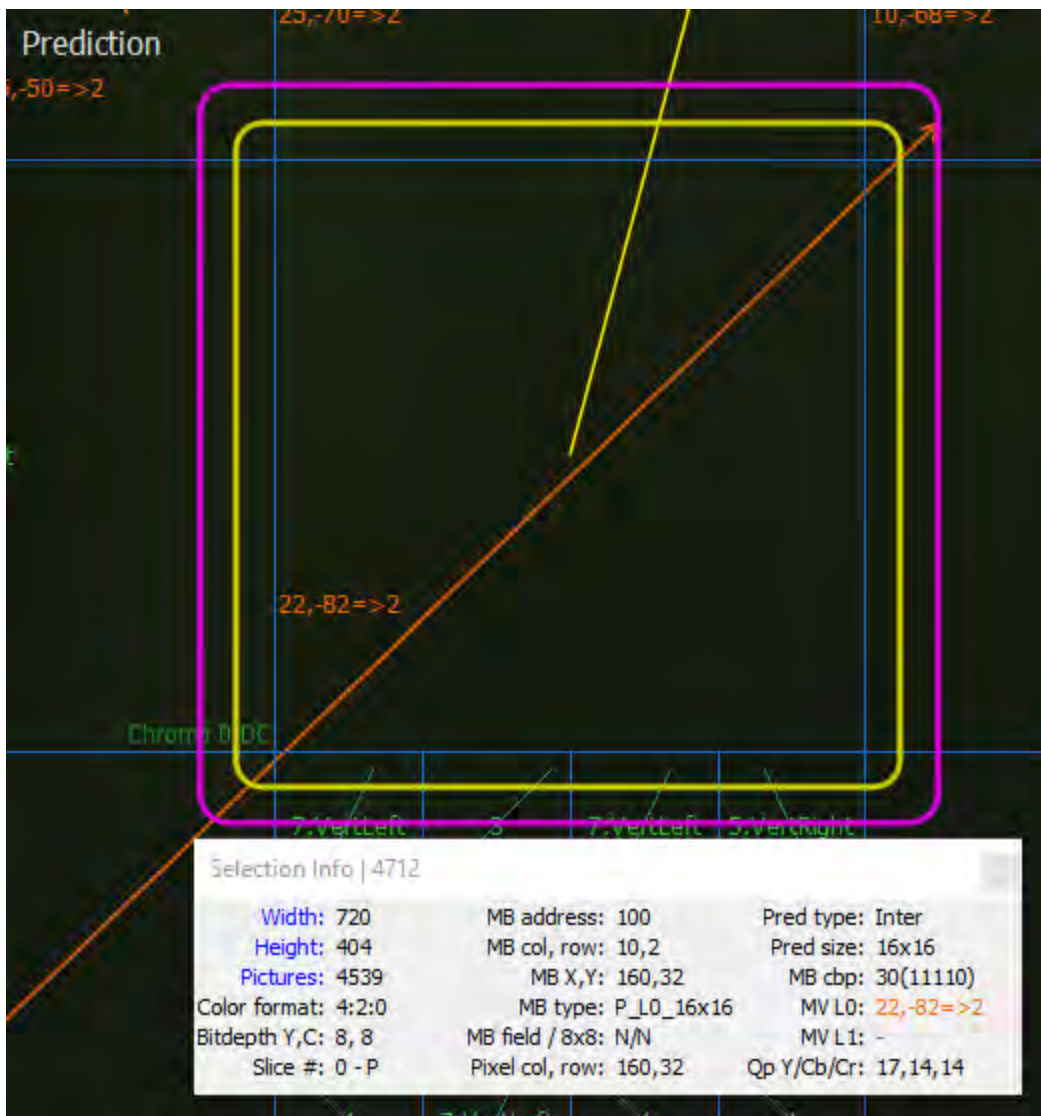 25,-70=>2
10,-68=>2
Prediction
,-50=>2
22,-82=>2
Chroma 0:DC
7:VertLeft 3 7:VertLeft 5:VertRight
Selection Info | 4712
Width: 720 MB address: 100 Pred type: Inter
Height: 404 MB col, row: 10,2 Pred size: 16x16
Pictures: 4539 MB X,Y: 160,32 MB cbp: 30(11110)
Color format: 4:2:0 MB type: P_L0_16x16 MV L0: 22,-82=>2
Bitdepth Y,C: 8, 8 MB field / 8x8: N/N MV L1: -
Slice #: 0 - P Pixel col, row: 160,32 Qp Y/Cb/Cr: 17,14,14